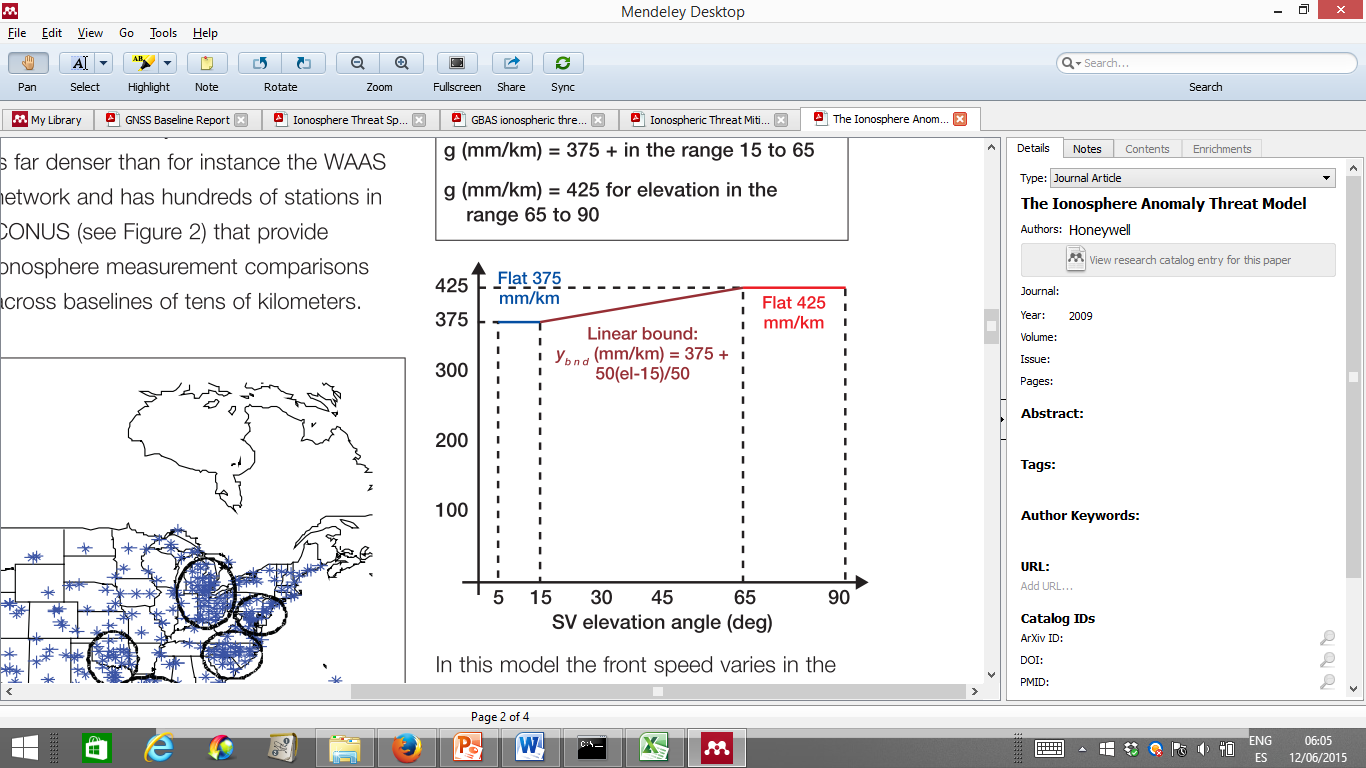 Mendeley Desktop
File Edit View Go Tools Help
Pan Select Highlight Note Rotate Zoom Fullscreen Share Sync
Search...
Search
My Library
GNSS Baseline Report
Ionosphere Threat Sp...
GBAS ionospheric thre...
Ionospheric Threat Miti...
The Ionosphere Anom...
s far denser than for instance the WAAS
network and has hundreds of stations in
CONUS (see Figure 2) that provide
onosphere measurement comparisons
across baselines of tens of kilometers.
g (mm/km) = 375 + in the range 15 to 65
g (mm/km) = 425 for elevation in the
range 65 to 90
425
375
300
200
100
Flat 375
mm/km
Flat 425
mm/km
Linear bound:
y b n d (mm/km) = 375 +
50(el-15)/50
5 15 30 45 65 90
SV elevation angle (deg)
In this model the front speed varies in the
Details Notes Contents Enrichments
Type: Journal Article
The Ionosphere Anomaly Threat Model
Authors: Honeywell
View research catalog entry for this paper
Journal:
Year: 2009
Volume:
Issue:
Pages:
Abstract:
Tags:
Author Keywords:
URL:
Add URL...
Catalog IDs
ArXiv ID:
DOI:
PMID:
Page 2 of 4
ENG
ES
06:05
12/06/2015